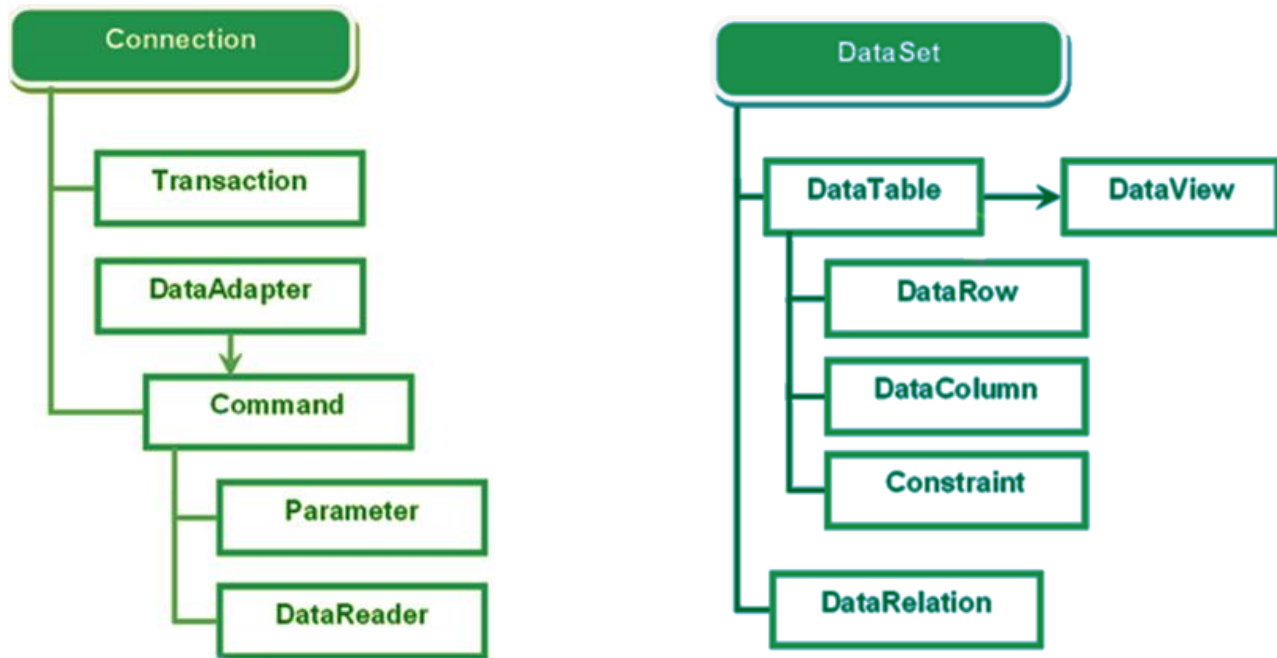 Connection
Transaction
DataAdapter
Command
Parameter
DataReader
DataSet
DataTable
DataView
DataRow
DataColumn
Constraint
DataRelation